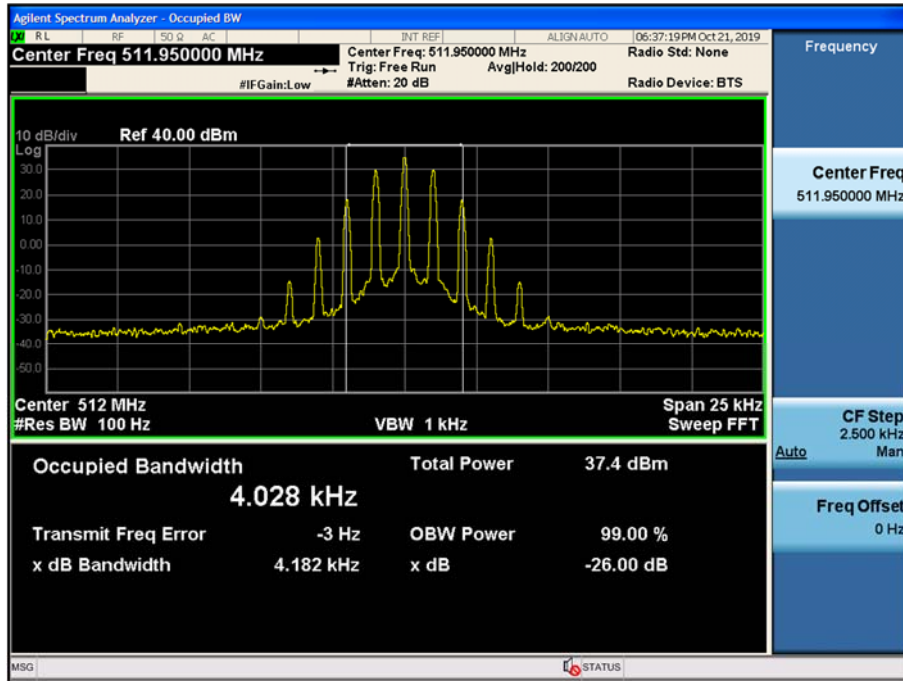 Agilent Spectrum Analyzer - Occupied BW
LXI RL RF 50 Ω AC INT REF ALIGN AUTO 06:37:19 PM Oct 21, 2019
Center Freq 511.950000 MHz
Center Freq: 511.950000 MHz Radio Std: None
Trig: Free Run Avg|Hold: 200/200
#IFGain:Low #Atten: 20 dB Radio Device: BTS
Frequency
10 dB/div Ref 40.00 dBm
Log
30.0
20.0
10.0
0.00
-10.0
-20.0
-30.0
-40.0
-50.0
Center 512 MHz Span 25 kHz
#Res BW 100 Hz VBW 1 kHz Sweep FFT
Occupied Bandwidth Total Power 37.4 dBm
4.028 kHz
Transmit Freq Error -3 Hz OBW Power 99.00 %
x dB Bandwidth 4.182 kHz x dB -26.00 dB
Center Freq
511.950000 MHz
CF Step
2.500 kHz
Auto Man
Freq Offset
0 Hz
MSG STATUS